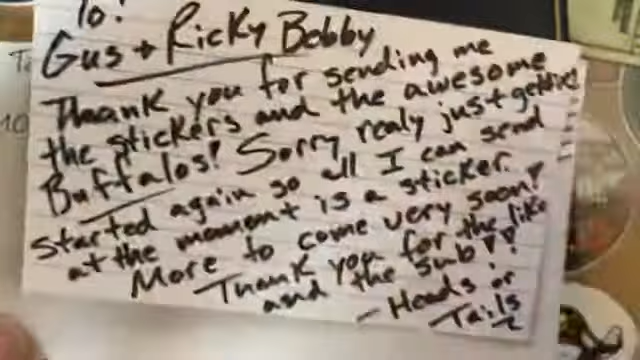 To:
Gus + Ricky Bobby
Thank you for sending me
the stickers and the awesome
Buffalos! Sorry realy just gettin
Started again so all I can send
at the moment is a sticker.
More to come very soon!
Thank you for the like
and the sub!!
- Heads or
Tails